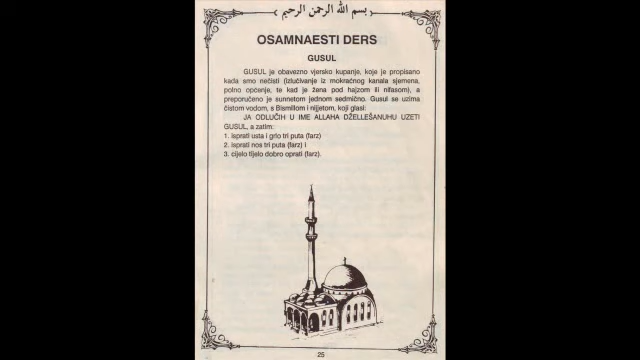 بسم الله الرحمن الرحيم
OSAMNAESTI DERS
GUSUL
GUSUL je obavezno vjersko kupanje, koje je propisano
kada smo nečisti (izlučivanje iz mokraćnog kanala sjemena,
polno općenje, te kad je žena pod hajzom ili nifasom), a
preporučeno je sunnetom jednom sedmično. Gusul se uzima
čistom vodom, s Bismillom i nijjetom, koji glasi:
JA ODLUČIH U IME ALLAHA DŽELLEŠANUHU UZETI
GUSUL, a zatim:
1. isprati usta i grlo tri puta (farz)
2. isprati nos tri puta (farz) i
3. cijelo tijelo dobro oprati (farz).
25